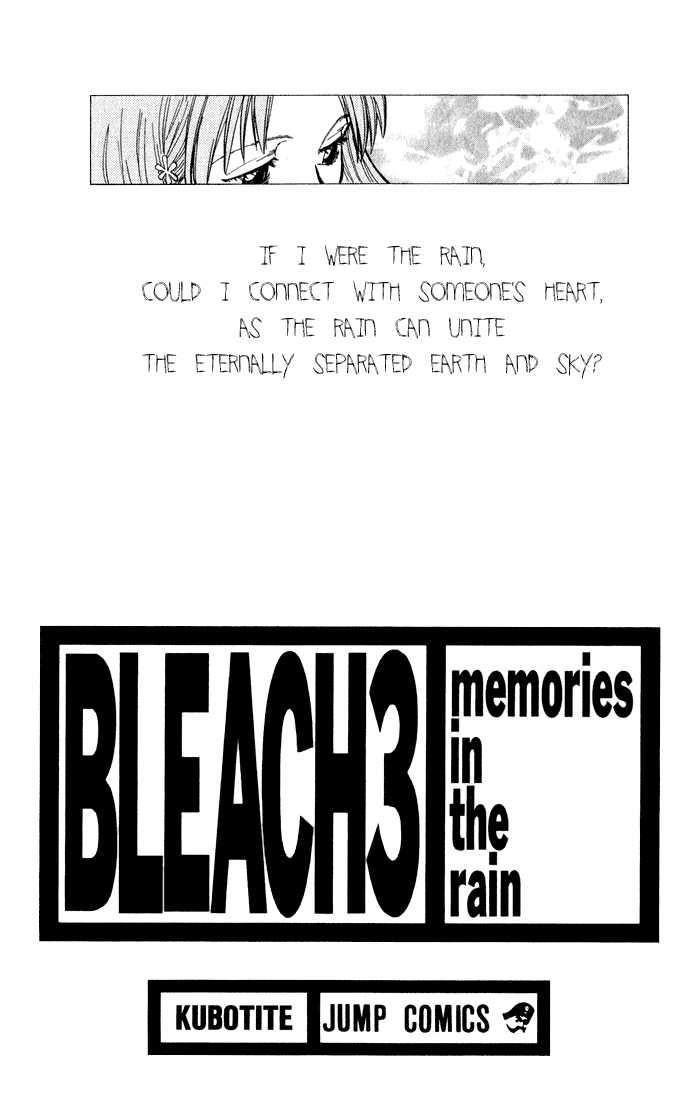 IF I WERE THE RAIN,
COULD I CONNECT WITH SOMEONE'S HEART,
AS THE RAIN CAN UNITE
THE ETERNALLY SEPARATED EARTH AND SKY?
BLEACH3
memories
in
the
rain
KUBOTITE
JUMP COMICS